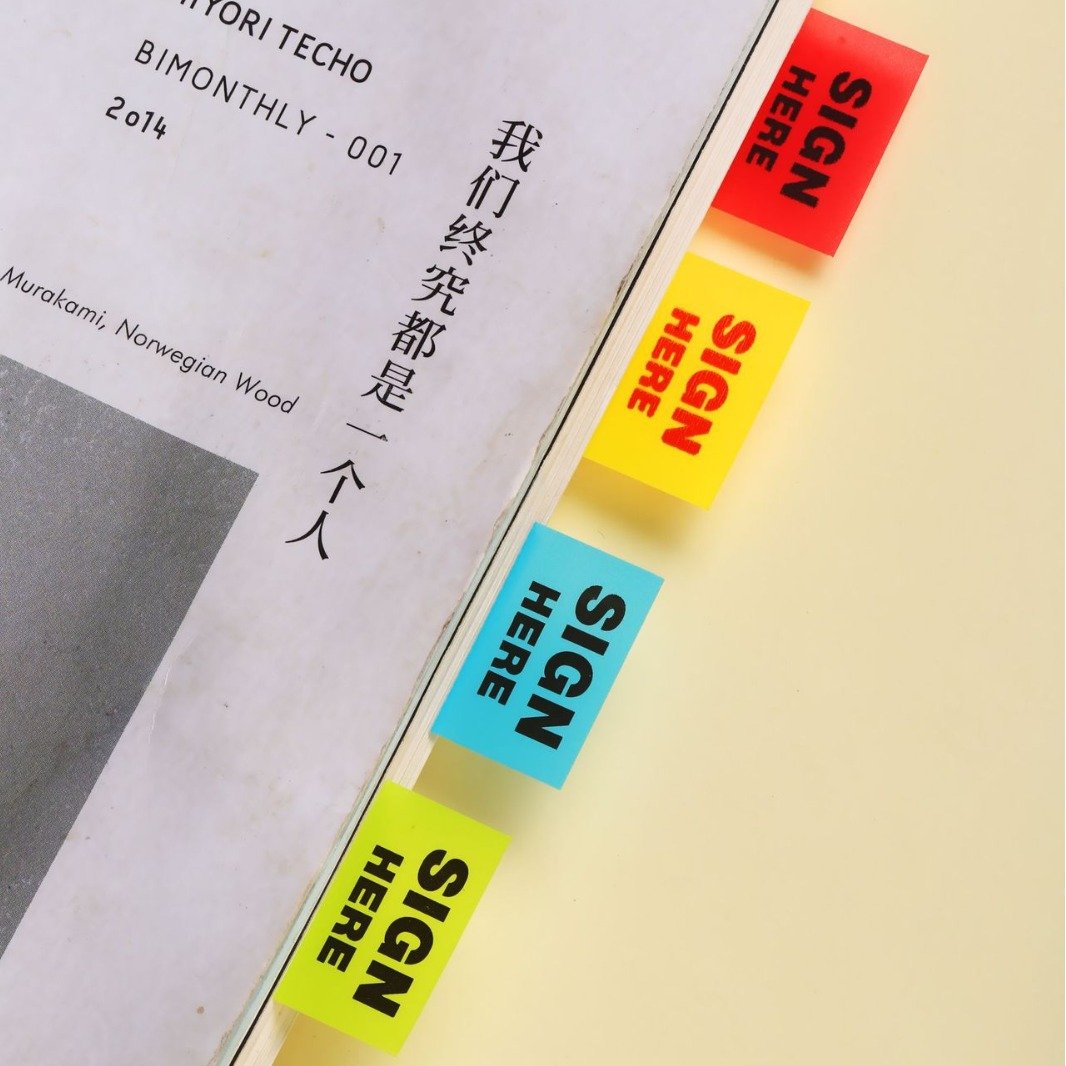 YORI TECHO
BIMONTHLY - 001
2014
Murakami, Norwegian Wood
我们终究都是一个人
SIGN
HERE
SIGN
HERE
SIGN
HERE
SIGN
HERE